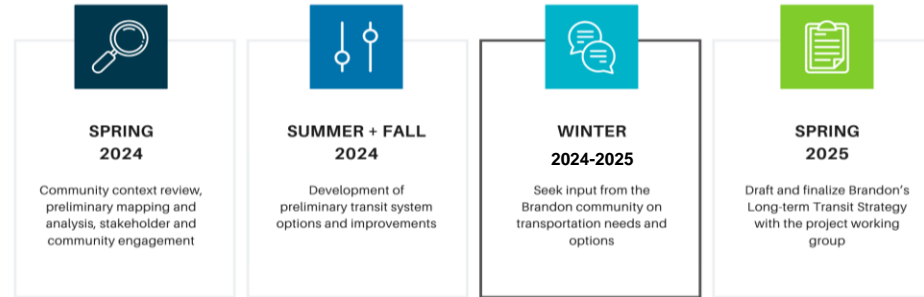 SPRING
2024
Community context review,
preliminary mapping and
analysis, stakeholder and
community engagement
SUMMER + FALL
2024
Development of
preliminary transit system
options and improvements
WINTER
2024-2025
Seek input from the
Brandon community on
transportation needs and
options
SPRING
2025
Draft and finalize Brandon's
Long-term Transit Strategy
with the project working
group